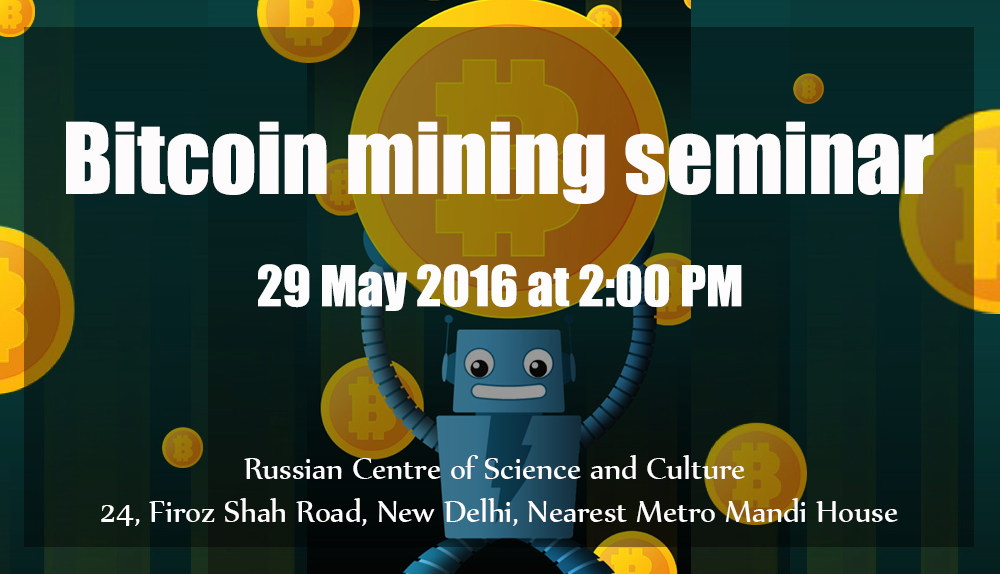 Bitcoin mining seminar
29 May 2016 at 2:00 PM
Russian Centre of Science and Culture
24, Firoz Shah Road, New Delhi, Nearest Metro Mandi House